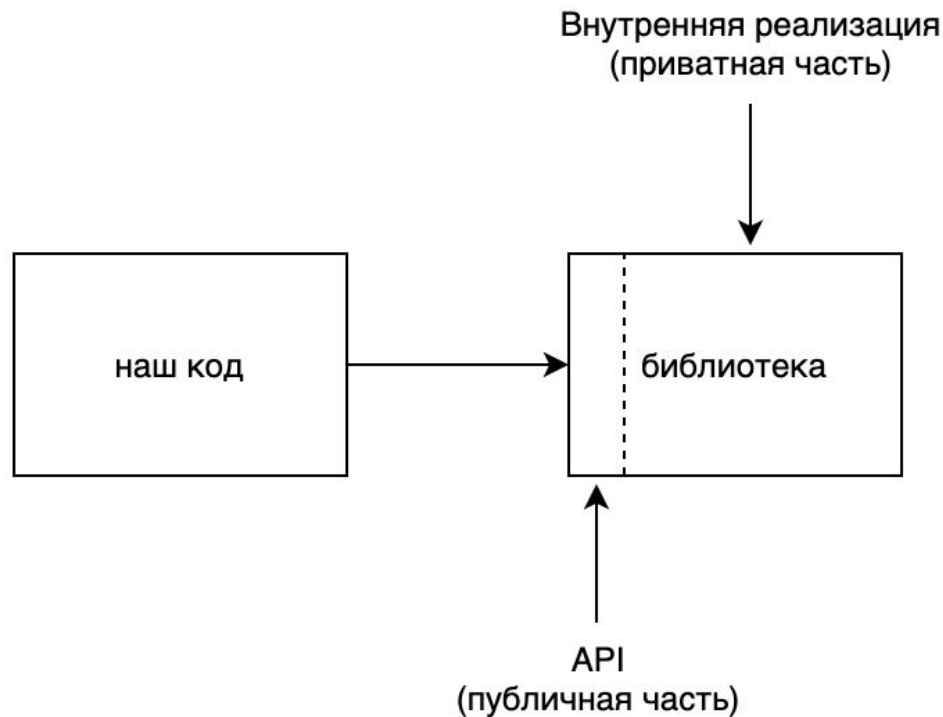 Внутренняя реализация
(приватная часть)
наш код
библиотека
API
(публичная часть)